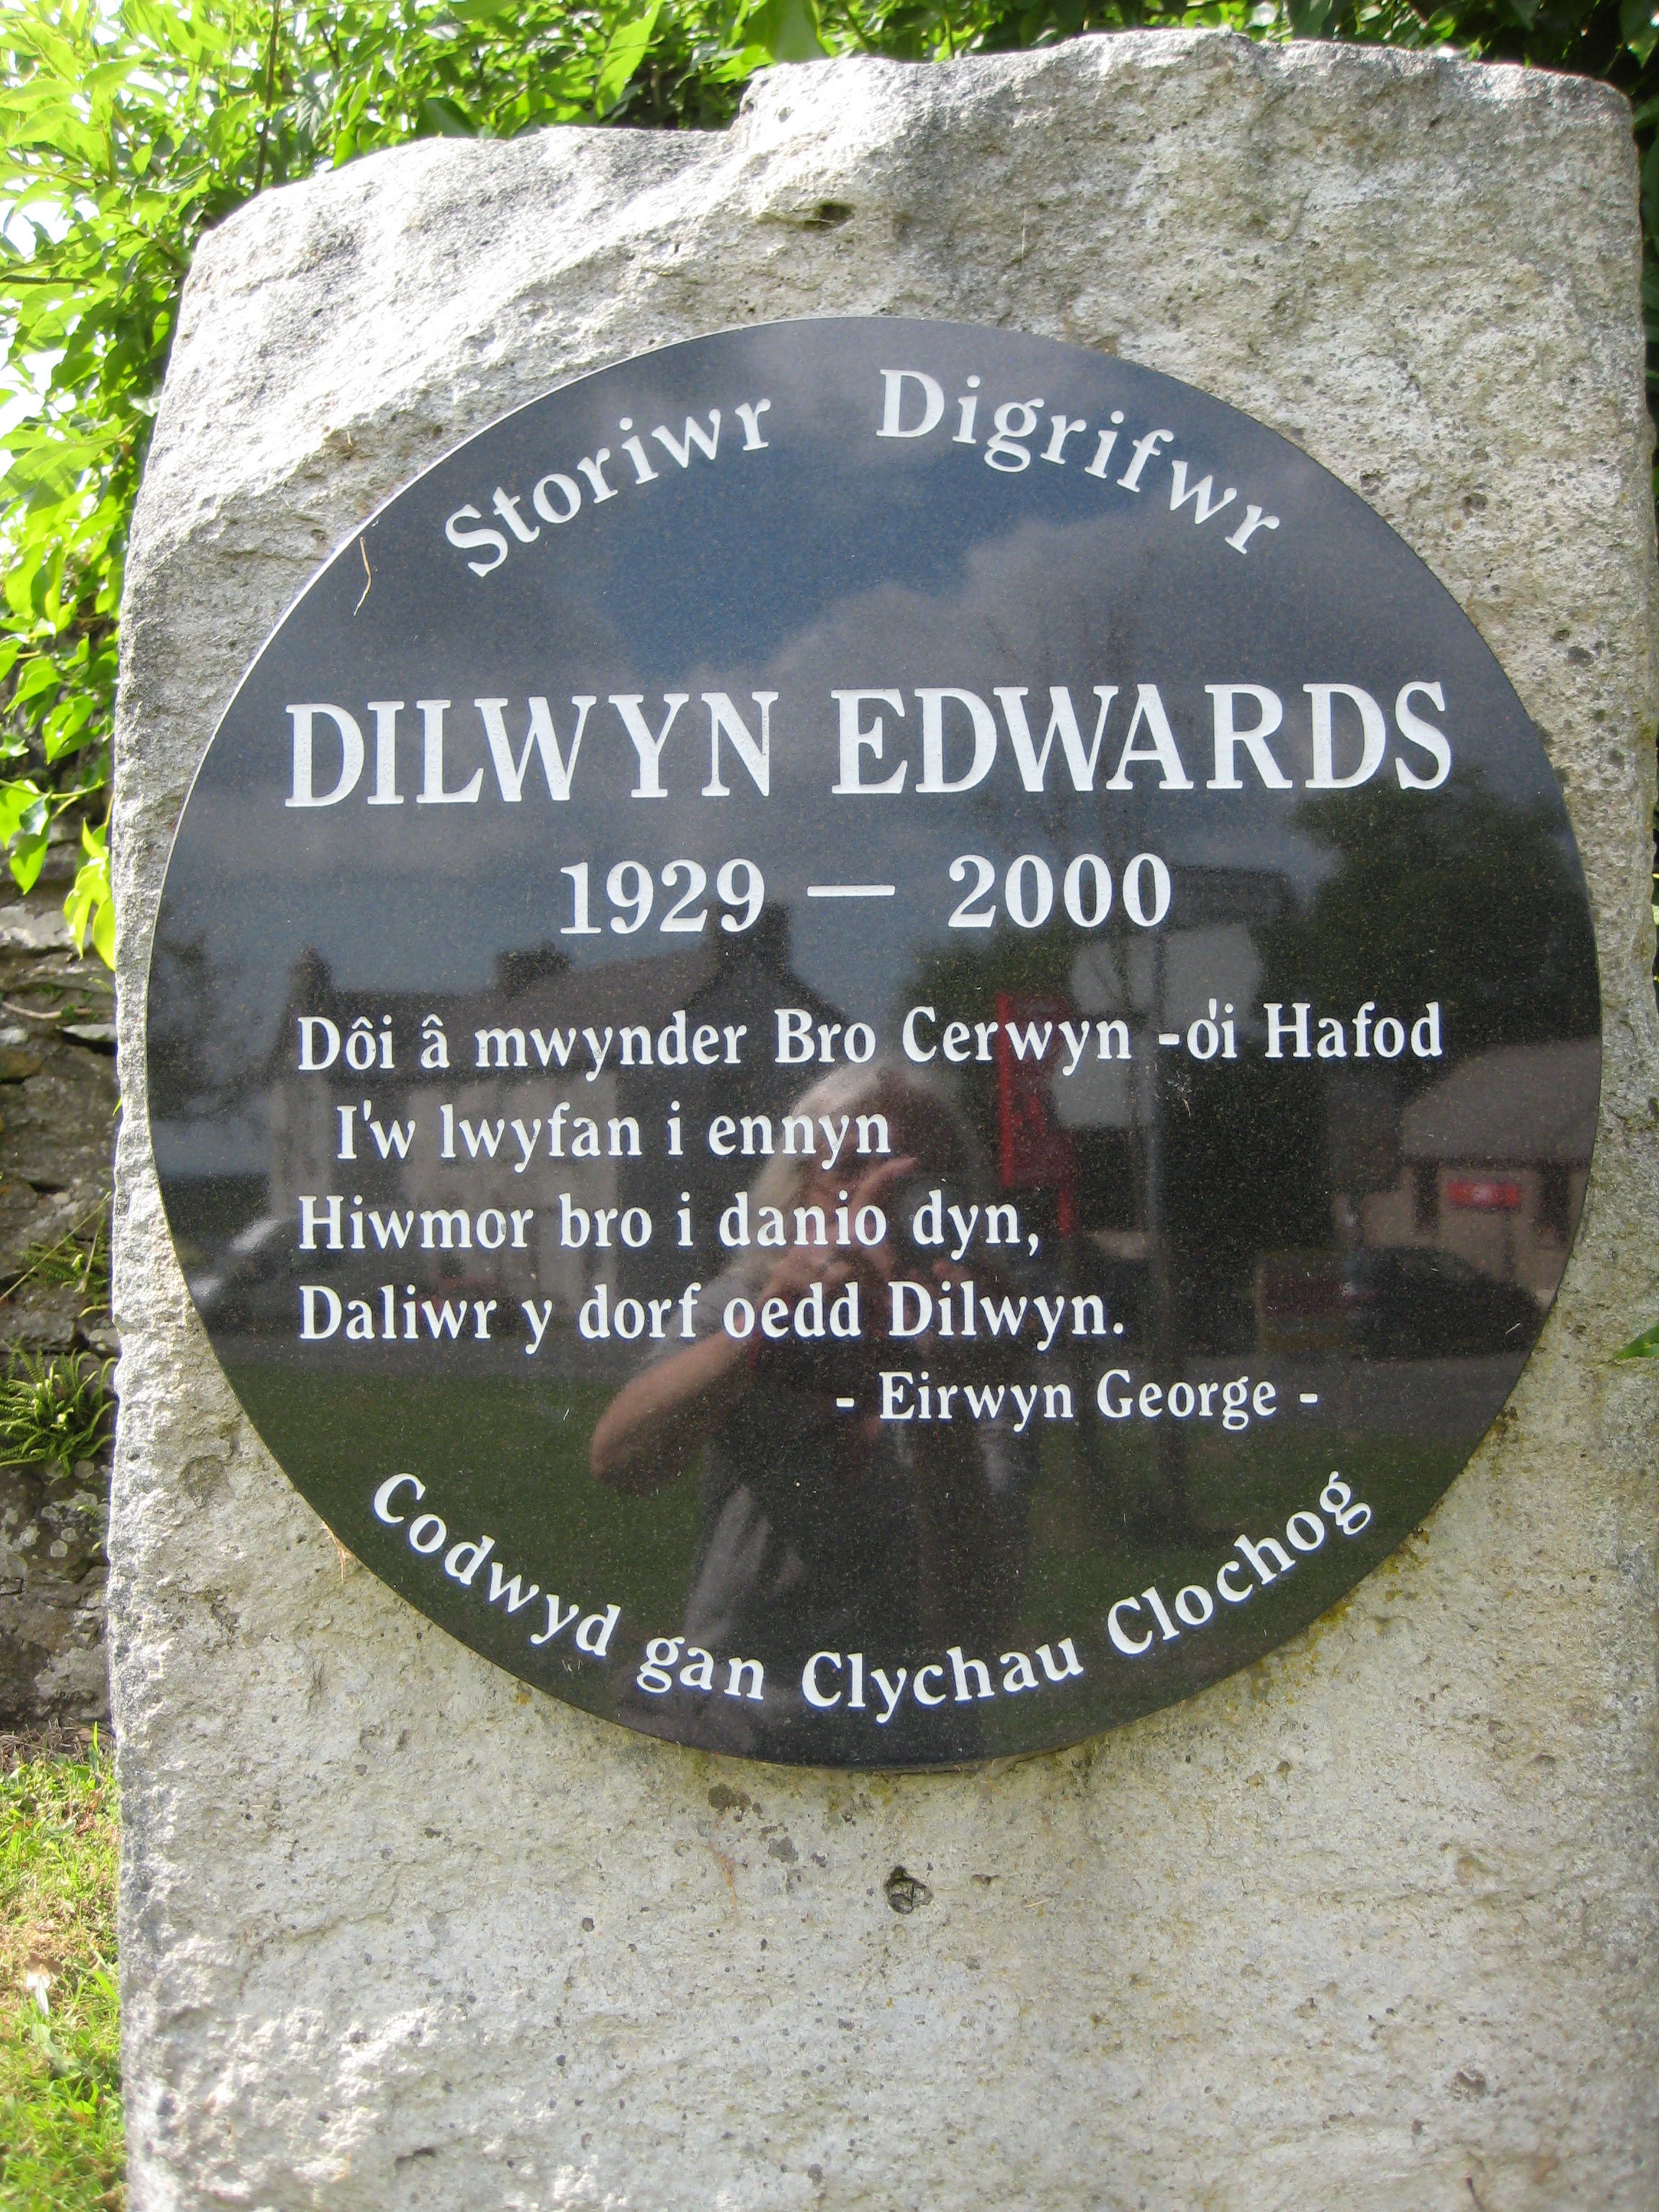 Storiwr Digrifwr
DILWYN EDWARDS
1929 — 2000
Dôi â mwynder Bro Cerwyn -o'i Hafod
I'w lwyfan i ennyn
Hiwmor bro i danio dyn,
Daliwr y dorf oedd Dilwyn.
- Eirwyn George -
Codwyd gan Clychau Clochog